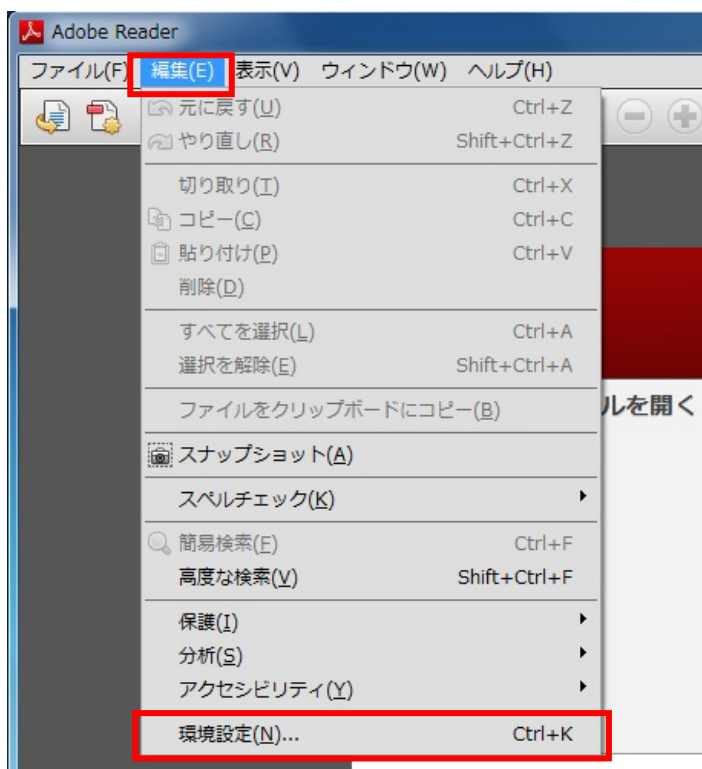 Adobe Reader
ファイル(F) 編集(E) 表示(V) ウィンドウ(W) ヘルプ(H)
元に戻す(U) Ctrl+Z
やり直し(R) Shift+Ctrl+Z
切り取り(T) Ctrl+X
コピー(C) Ctrl+C
貼り付け(P) Ctrl+V
削除(D)
すべてを選択(L) Ctrl+A
選択を解除(E) Shift+Ctrl+A
ファイルをクリップボードにコピー(B)
ルを開く
スナップショット(A)
スペルチェック(K)
簡易検索(F) Ctrl+F
高度な検索(V) Shift+Ctrl+F
保護(I)
分析(S)
アクセシビリティ(Y)
環境設定(N)... Ctrl+K